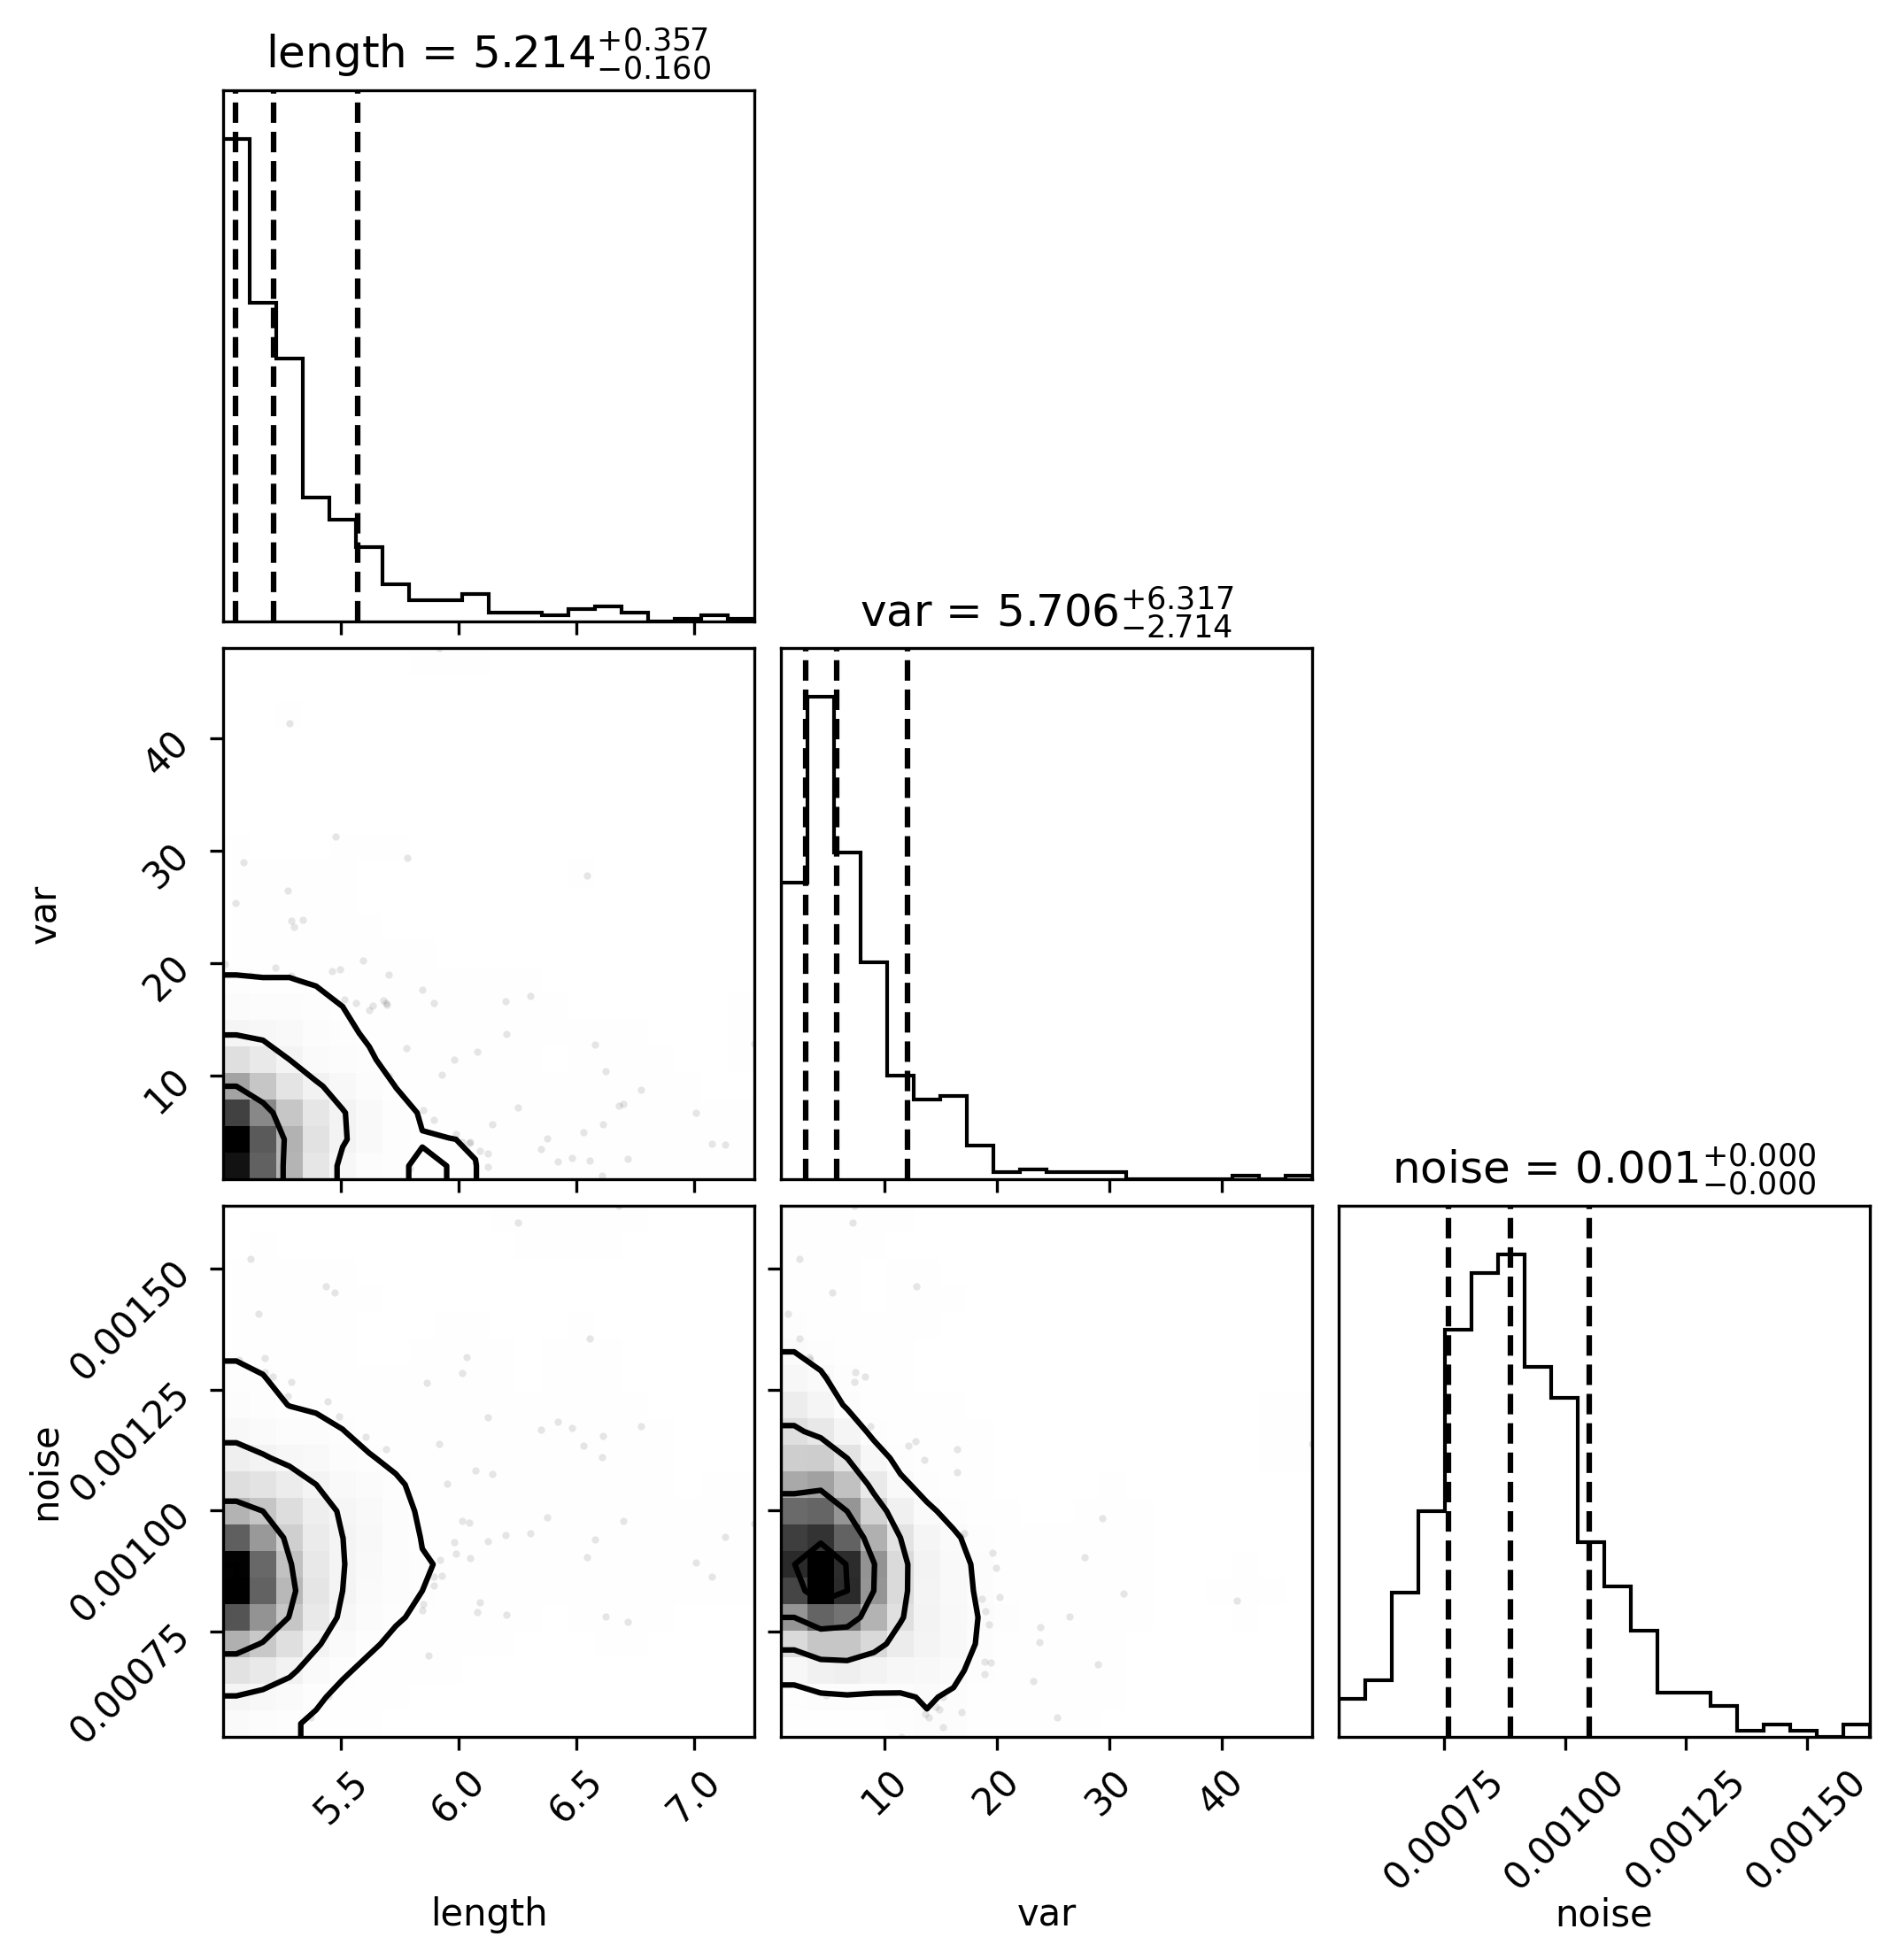 length = 5.214+0.357−0.160
var = 5.706+6.317−2.714
40
30
20
10
var
noise = 0.001+0.000−0.000
0.00150
0.00125
0.00100
0.00075
noise
5.5 6.0 6.5 7.0
10 20 30 40
0.00075 0.00100 0.00125 0.00150
length var noise